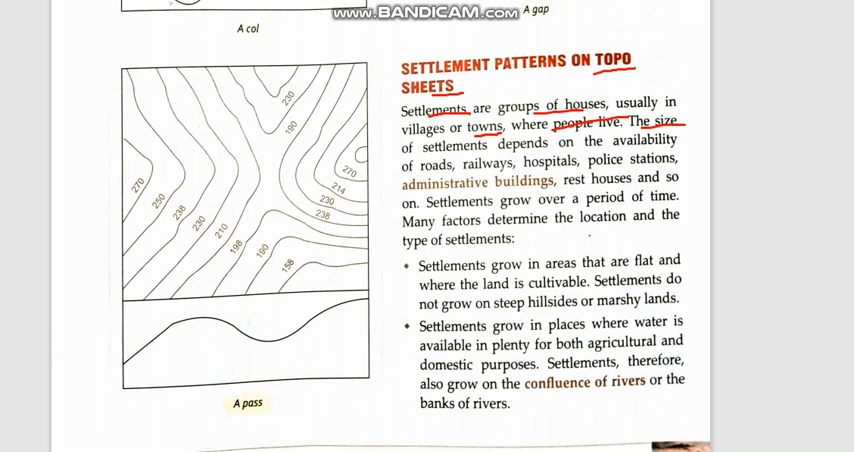 www.BANDICAM.com
A gap
A col
SETTLEMENT PATTERNS ON TOPO
SHEETS
Settlements are groups of houses, usually in
villages or towns, where people live. The size
of settlements depends on the availability
of roads, railways, hospitals, police stations,
administrative buildings, rest houses and so
on. Settlements grow over a period of time.
Many factors determine the location and the
type of settlements:
• Settlements grow in areas that are flat and
where the land is cultivable. Settlements do
not grow on steep hillsides or marshy lands.
• Settlements grow in places where water is
available in plenty for both agricultural and
domestic purposes. Settlements, therefore,
also grow on the confluence of rivers or the
banks of rivers.
230
190
270
214
230
238
270
250
238
230
210
198
190
158
A pass